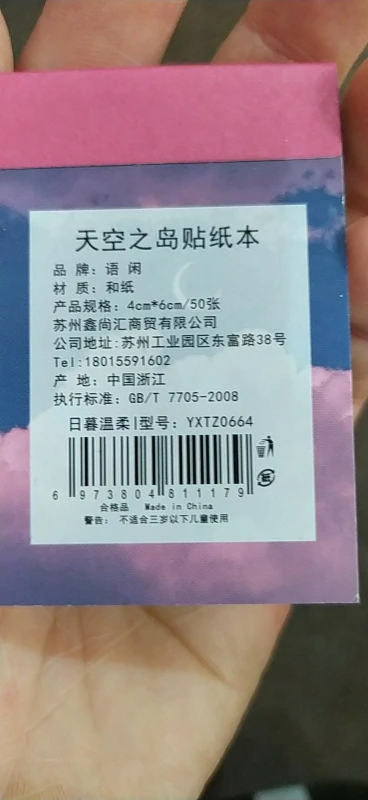 天空之岛贴纸本
品 牌：语 闲
材 质：和纸
产品规格：4cm*6cm/50张
苏州鑫尚汇商贸有限公司
公司地址:苏州工业园区东富路38号
Tel:18015591602
产 地：中国浙江
执行标准：GB/T 7705-2008
日暮温柔|型号：YXTZ0664
6 973804 811179
合格品 Made in China
警告： 不适合三岁以下儿童使用